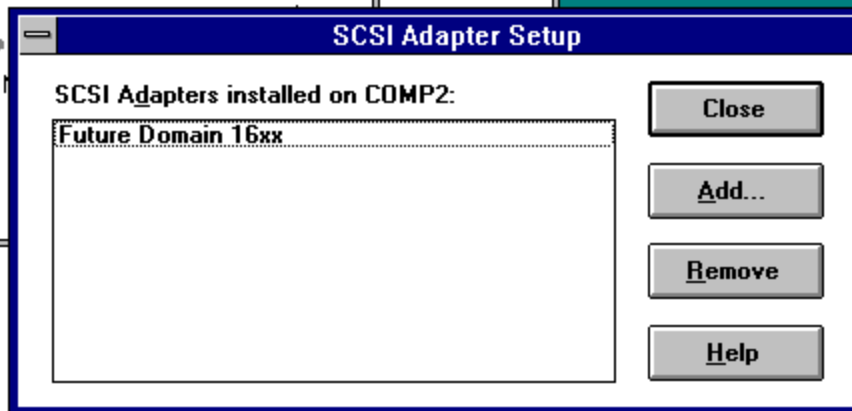 SCSI Adapter Setup
SCSI Adapters installed on COMP2:
Future Domain 16xx
Close
Add...
Remove
Help